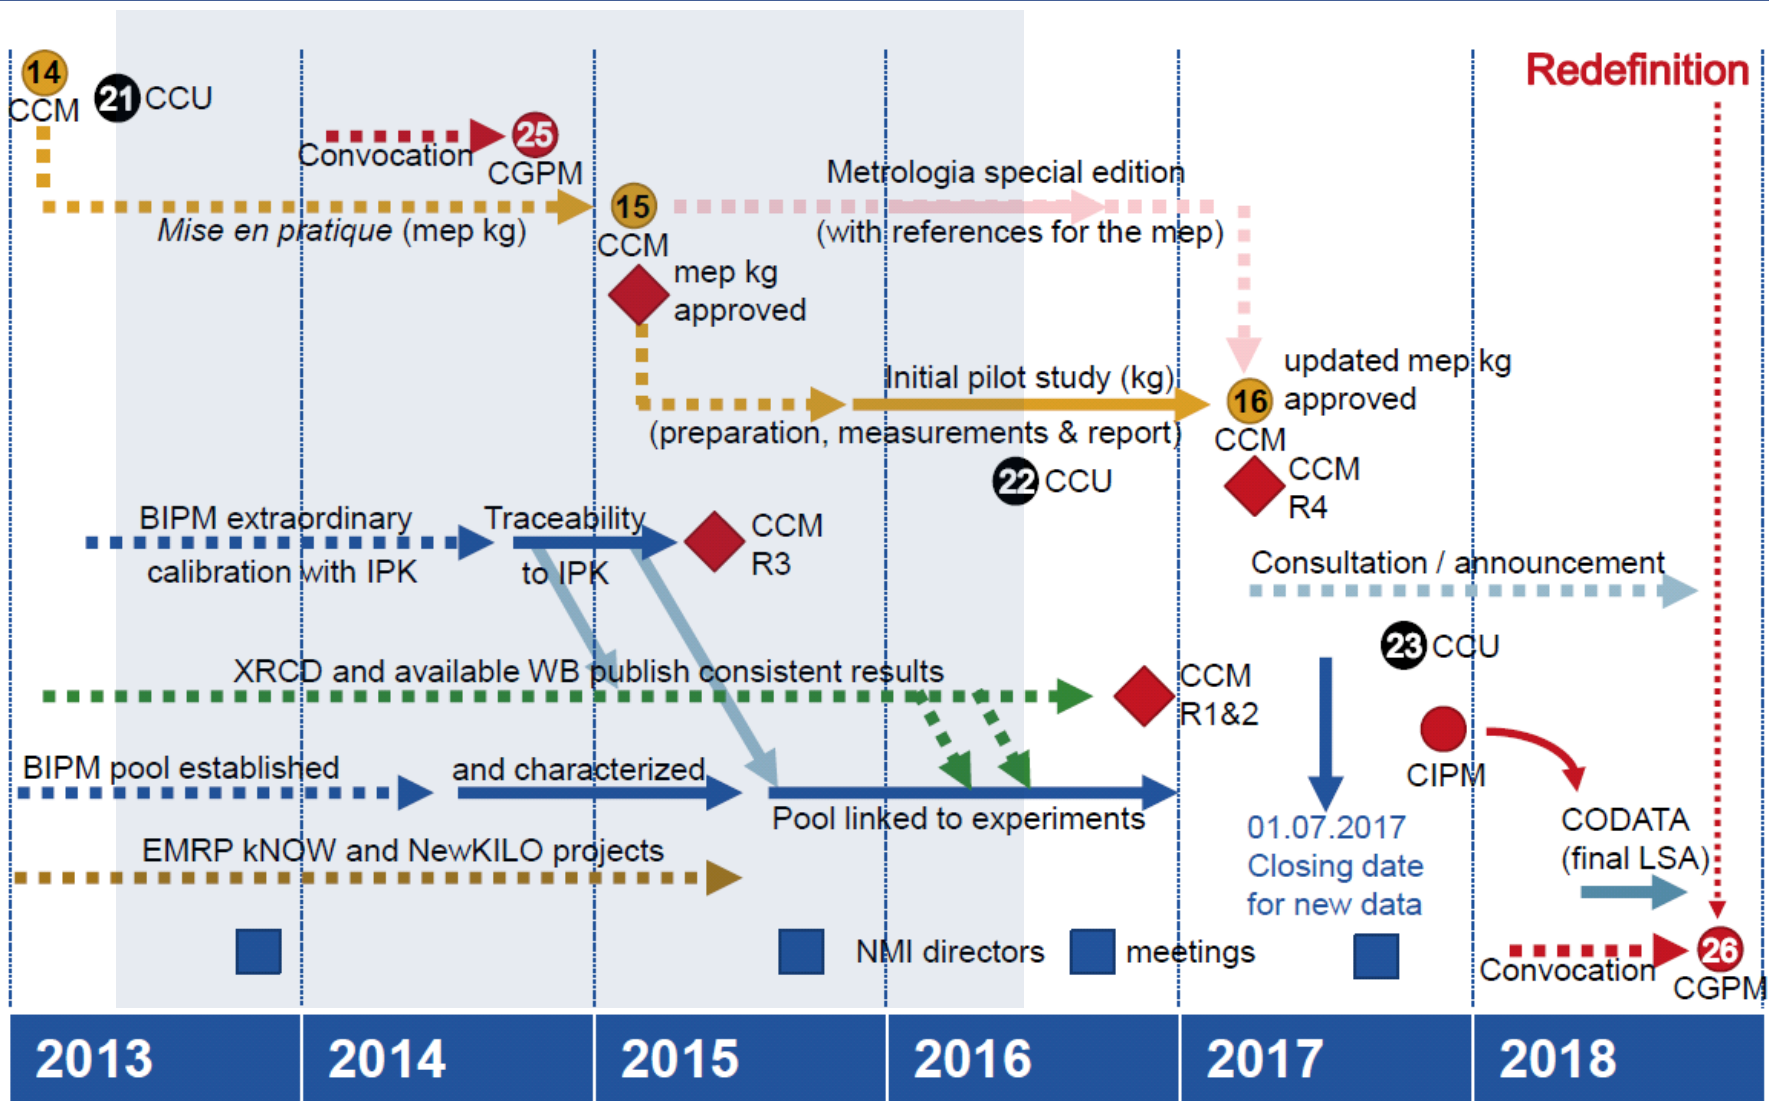 14
CCM
21 CCU
Redefinition
Convocation
25
CGPM
Mise en pratique (mep kg)
15
CCM
Metrologia special edition
(with references for the mep)
mep kg
approved
Initial pilot study (kg)
(preparation, measurements & report)
updated mep kg
approved
16
CCM
22 CCU
CCM
R4
BIPM extraordinary
calibration with IPK
Traceability
to IPK
CCM
R3
Consultation / announcement
23 CCU
XRCD and available WB publish consistent results
CCM
R1&2
CIPM
BIPM pool established
and characterized
Pool linked to experiments
01.07.2017
Closing date
for new data
CODATA
(final LSA)
EMRP kNOW and NewKILO projects
NMI directors meetings
Convocation
26
CGPM
2013 2014 2015 2016 2017 2018